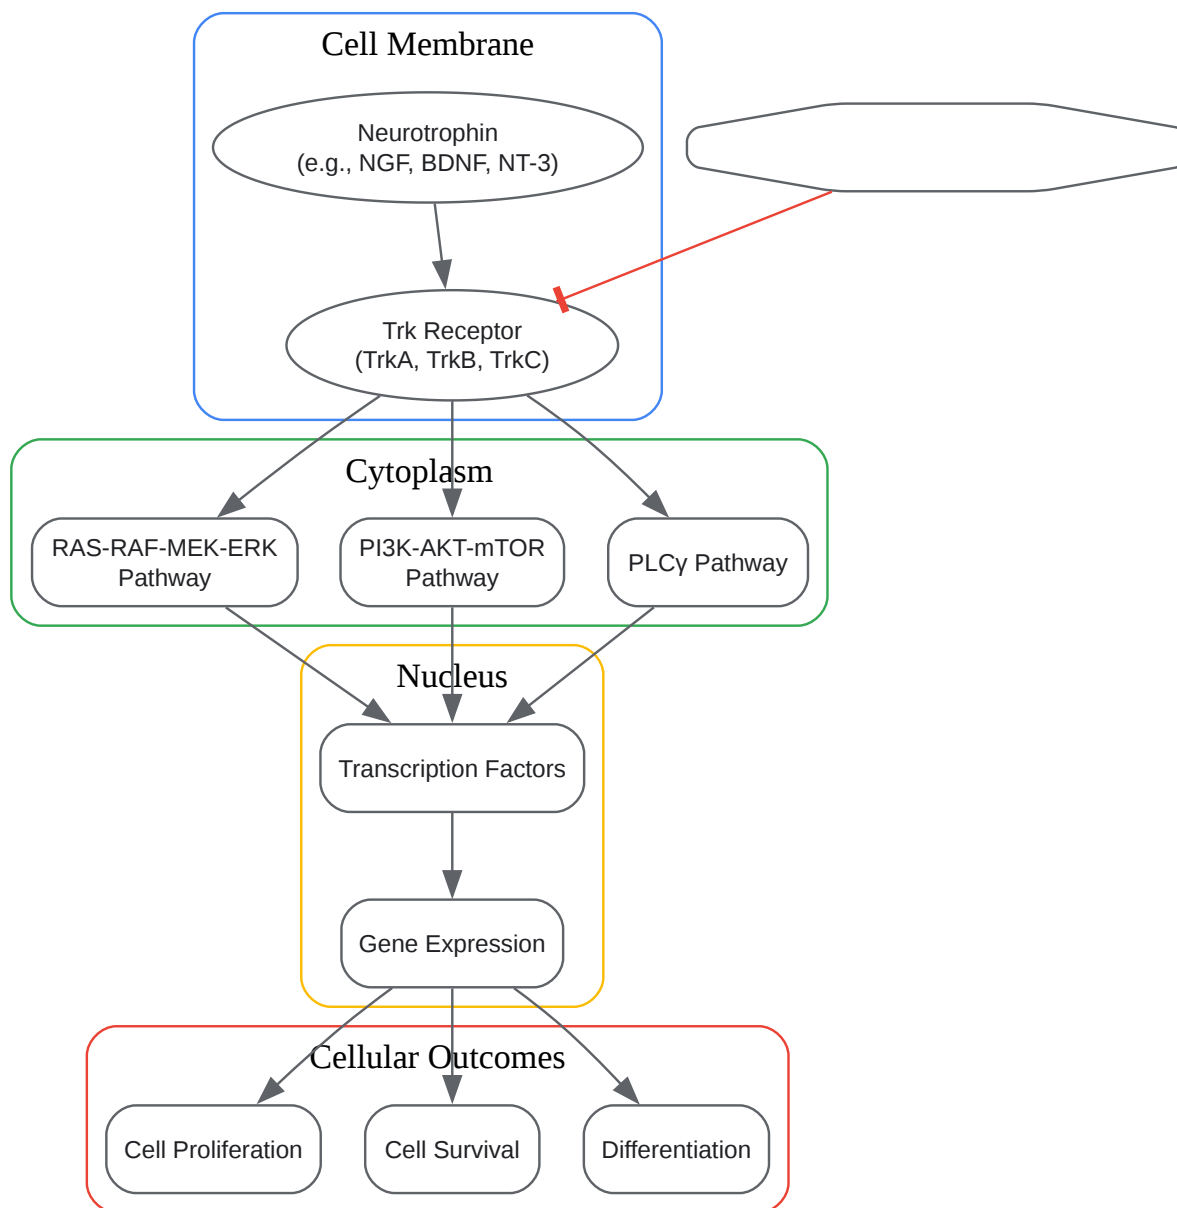 Cell Membrane
Neurotrophin
(e.g., NGF, BDNF, NT-3)
Trk Receptor
(TrkA, TrkB, TrkC)
Cytoplasm
RAS-RAF-MEK-ERK
Pathway
PI3K-AKT-mTOR
Pathway
PLCγ Pathway
Nucleus
Transcription Factors
Gene Expression
Cellular Outcomes
Cell Proliferation
Cell Survival
Differentiation